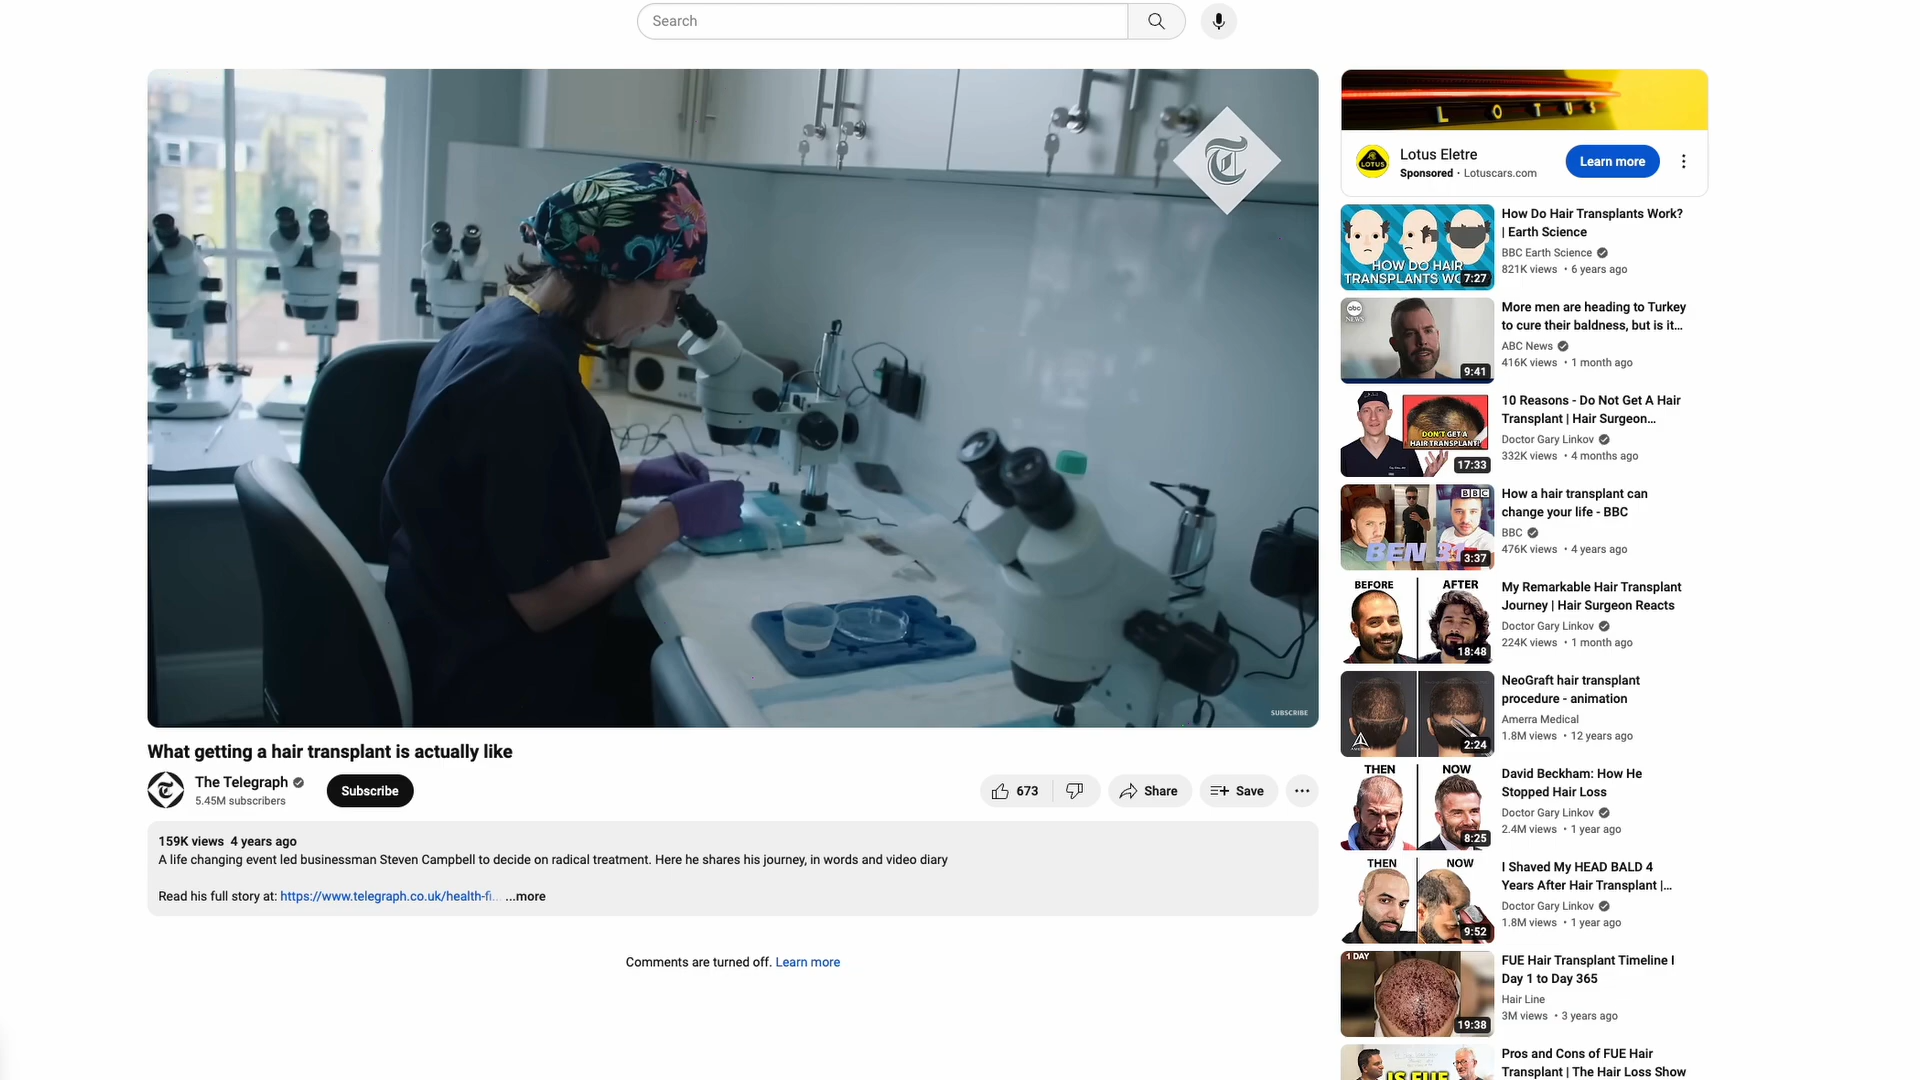 Search
SUBSCRIBE
What getting a hair transplant is actually like
The Telegraph
5.45M subscribers
Subscribe
673
Share
Save
159K views 4 years ago
A life changing event led businessman Steven Campbell to decide on radical treatment. Here he shares his journey, in words and video diary
Read his full story at: https://www.telegraph.co.uk/health-fi... ...more
Comments are turned off. Learn more
LOTUS
LOTUS
Lotus Eletre
Sponsored · Lotuscars.com
Learn more
HOW DO HAIR
TRANSPLANTS WO
7:27
How Do Hair Transplants Work?
| Earth Science
BBC Earth Science
821K views • 6 years ago
abc
NEWS
9:41
More men are heading to Turkey
to cure their baldness, but is it...
ABC News
416K views • 1 month ago
DON'T GET A
HAIR TRANSPLANT!
17:33
10 Reasons - Do Not Get A Hair
Transplant | Hair Surgeon...
Doctor Gary Linkov
332K views • 4 months ago
BBC
BEN 31
3:37
How a hair transplant can
change your life - BBC
BBC
476K views • 4 years ago
BEFORE AFTER
18:48
My Remarkable Hair Transplant
Journey | Hair Surgeon Reacts
Doctor Gary Linkov
224K views • 1 month ago
2:24
NeoGraft hair transplant
procedure - animation
Amerra Medical
1.8M views • 12 years ago
THEN NOW
8:25
David Beckham: How He
Stopped Hair Loss
Doctor Gary Linkov
2.4M views • 1 year ago
THEN NOW
9:52
I Shaved My HEAD BALD 4
Years After Hair Transplant |...
Doctor Gary Linkov
1.8M views • 1 year ago
1 DAY
19:38
FUE Hair Transplant Timeline I
Day 1 to Day 365
Hair Line
3M views • 3 years ago
IS FUE
Pros and Cons of FUE Hair
Transplant | The Hair Loss Show